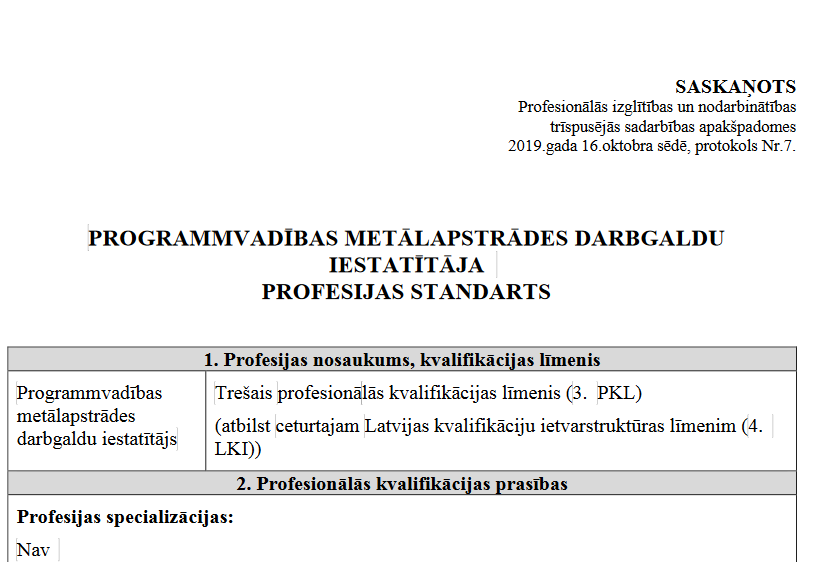 SASKAŅOTS
Profesionālās izglītības un nodarbinātības
trīspusējās sadarbības apakšpadomes
2019.gada 16.oktobra sēdē, protokols Nr.7.
PROGRAMMVADĪBAS METĀLAPSTRĀDES DARBGALDU
IESTATĪTĀJA
PROFESIJAS STANDARTS
1. Profesijas nosaukums, kvalifikācijas līmenis
Programmvadības
metālapstrādes
darbgaldu iestatītājs
Trešais profesionālās kvalifikācijas līmenis (3. PKL)
(atbilst ceturtajam Latvijas kvalifikāciju ietvarstruktūras līmenim (4.
LKI))
2. Profesionālās kvalifikācijas prasības
Profesijas specializācijas:
Nav